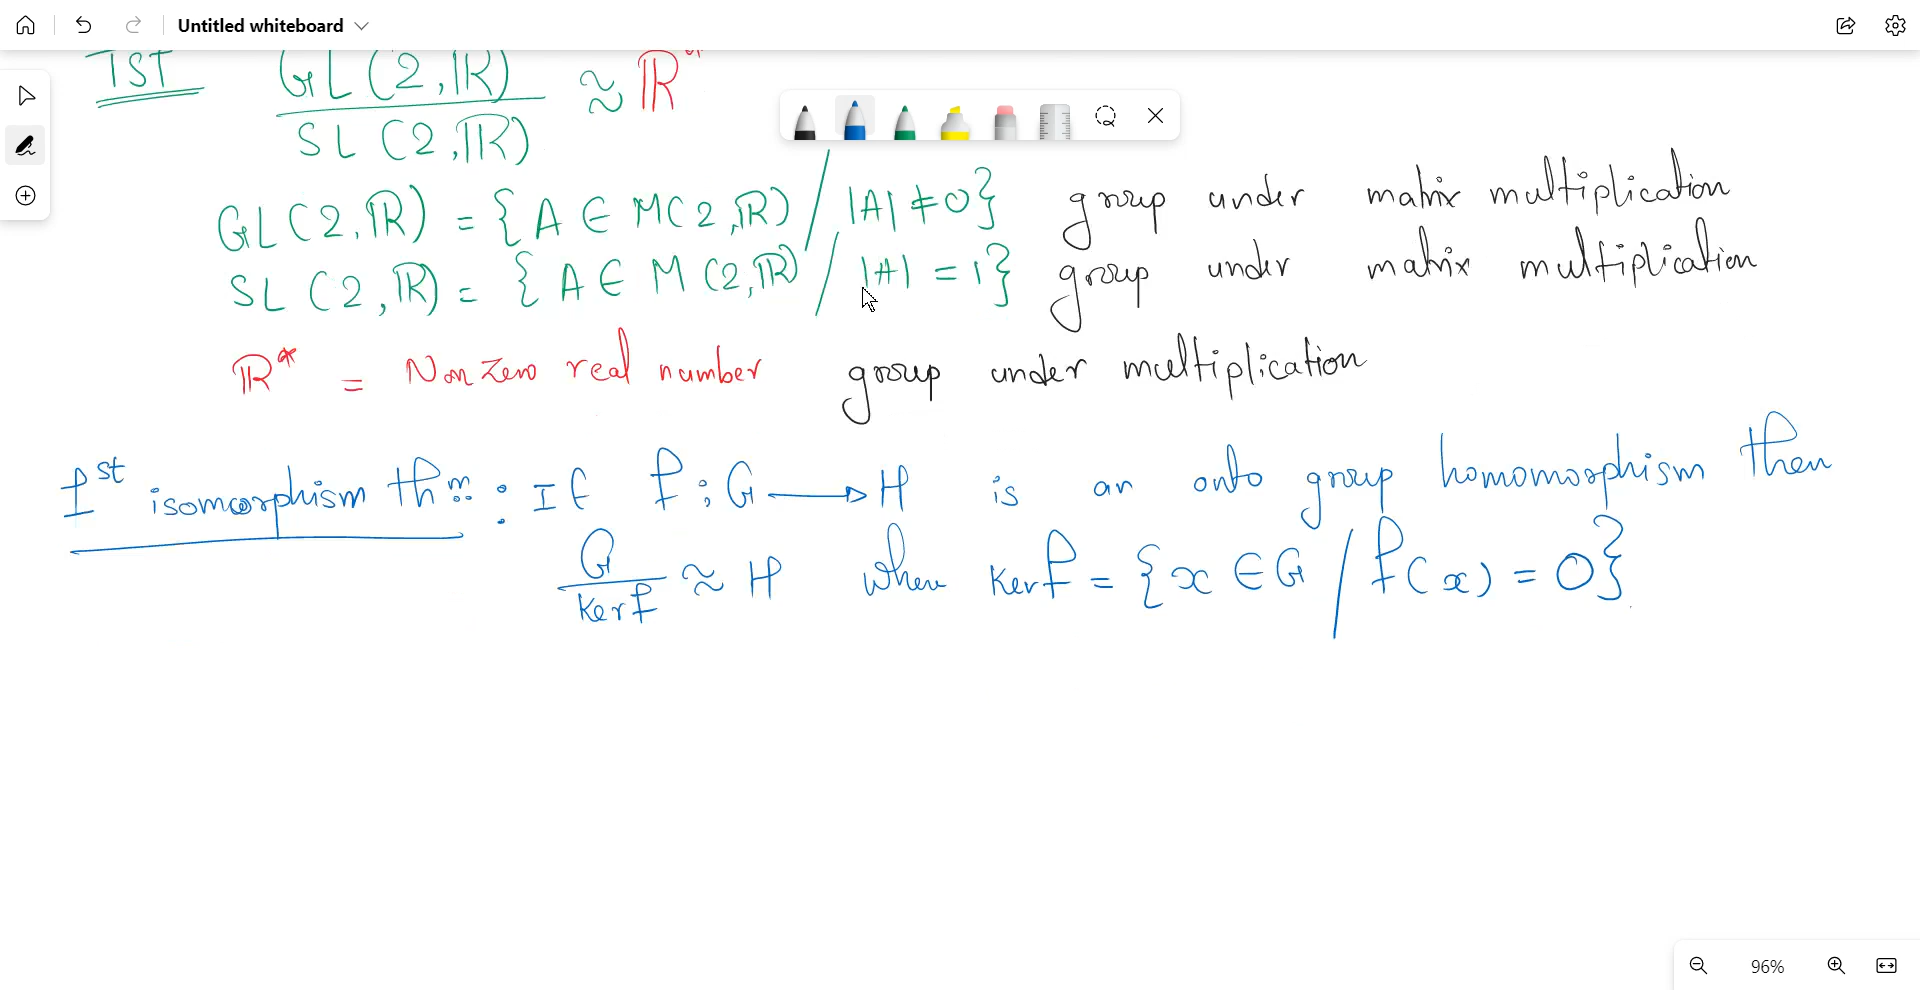 Untitled whiteboard
TST GL(2,ℝ) / SL(2,ℝ) ≈ ℝ*
GL(2,ℝ) = {A ∈ M(2,ℝ) / |A| ≠ 0} group under matrix multiplication
SL(2,ℝ) = {A ∈ M(2,ℝ) / |A| = 1} group under matrix multiplication
ℝ* = Non zero real number group under multiplication
1st isomorphism thm : If f : G → H is an onto group homomorphism then
G / Ker f ≈ H when Ker f = {x ∈ G / f(x) = 0}
96%